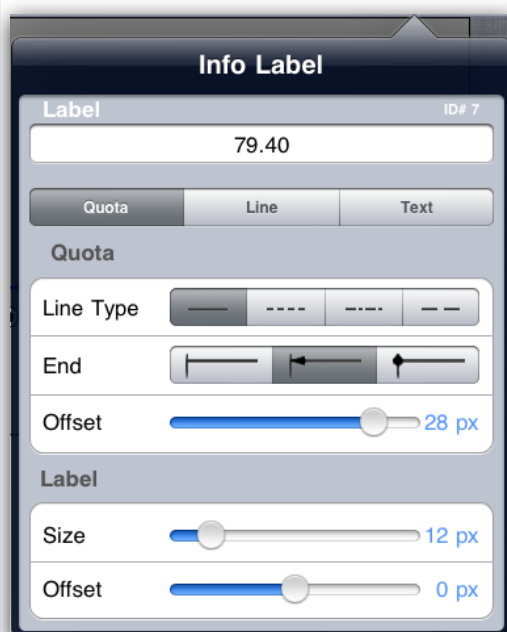 Info Label
Label ID# 7
79.40
Quota Line Text
Quota
Line Type
End
Offset 28 px
Label
Size 12 px
Offset 0 px